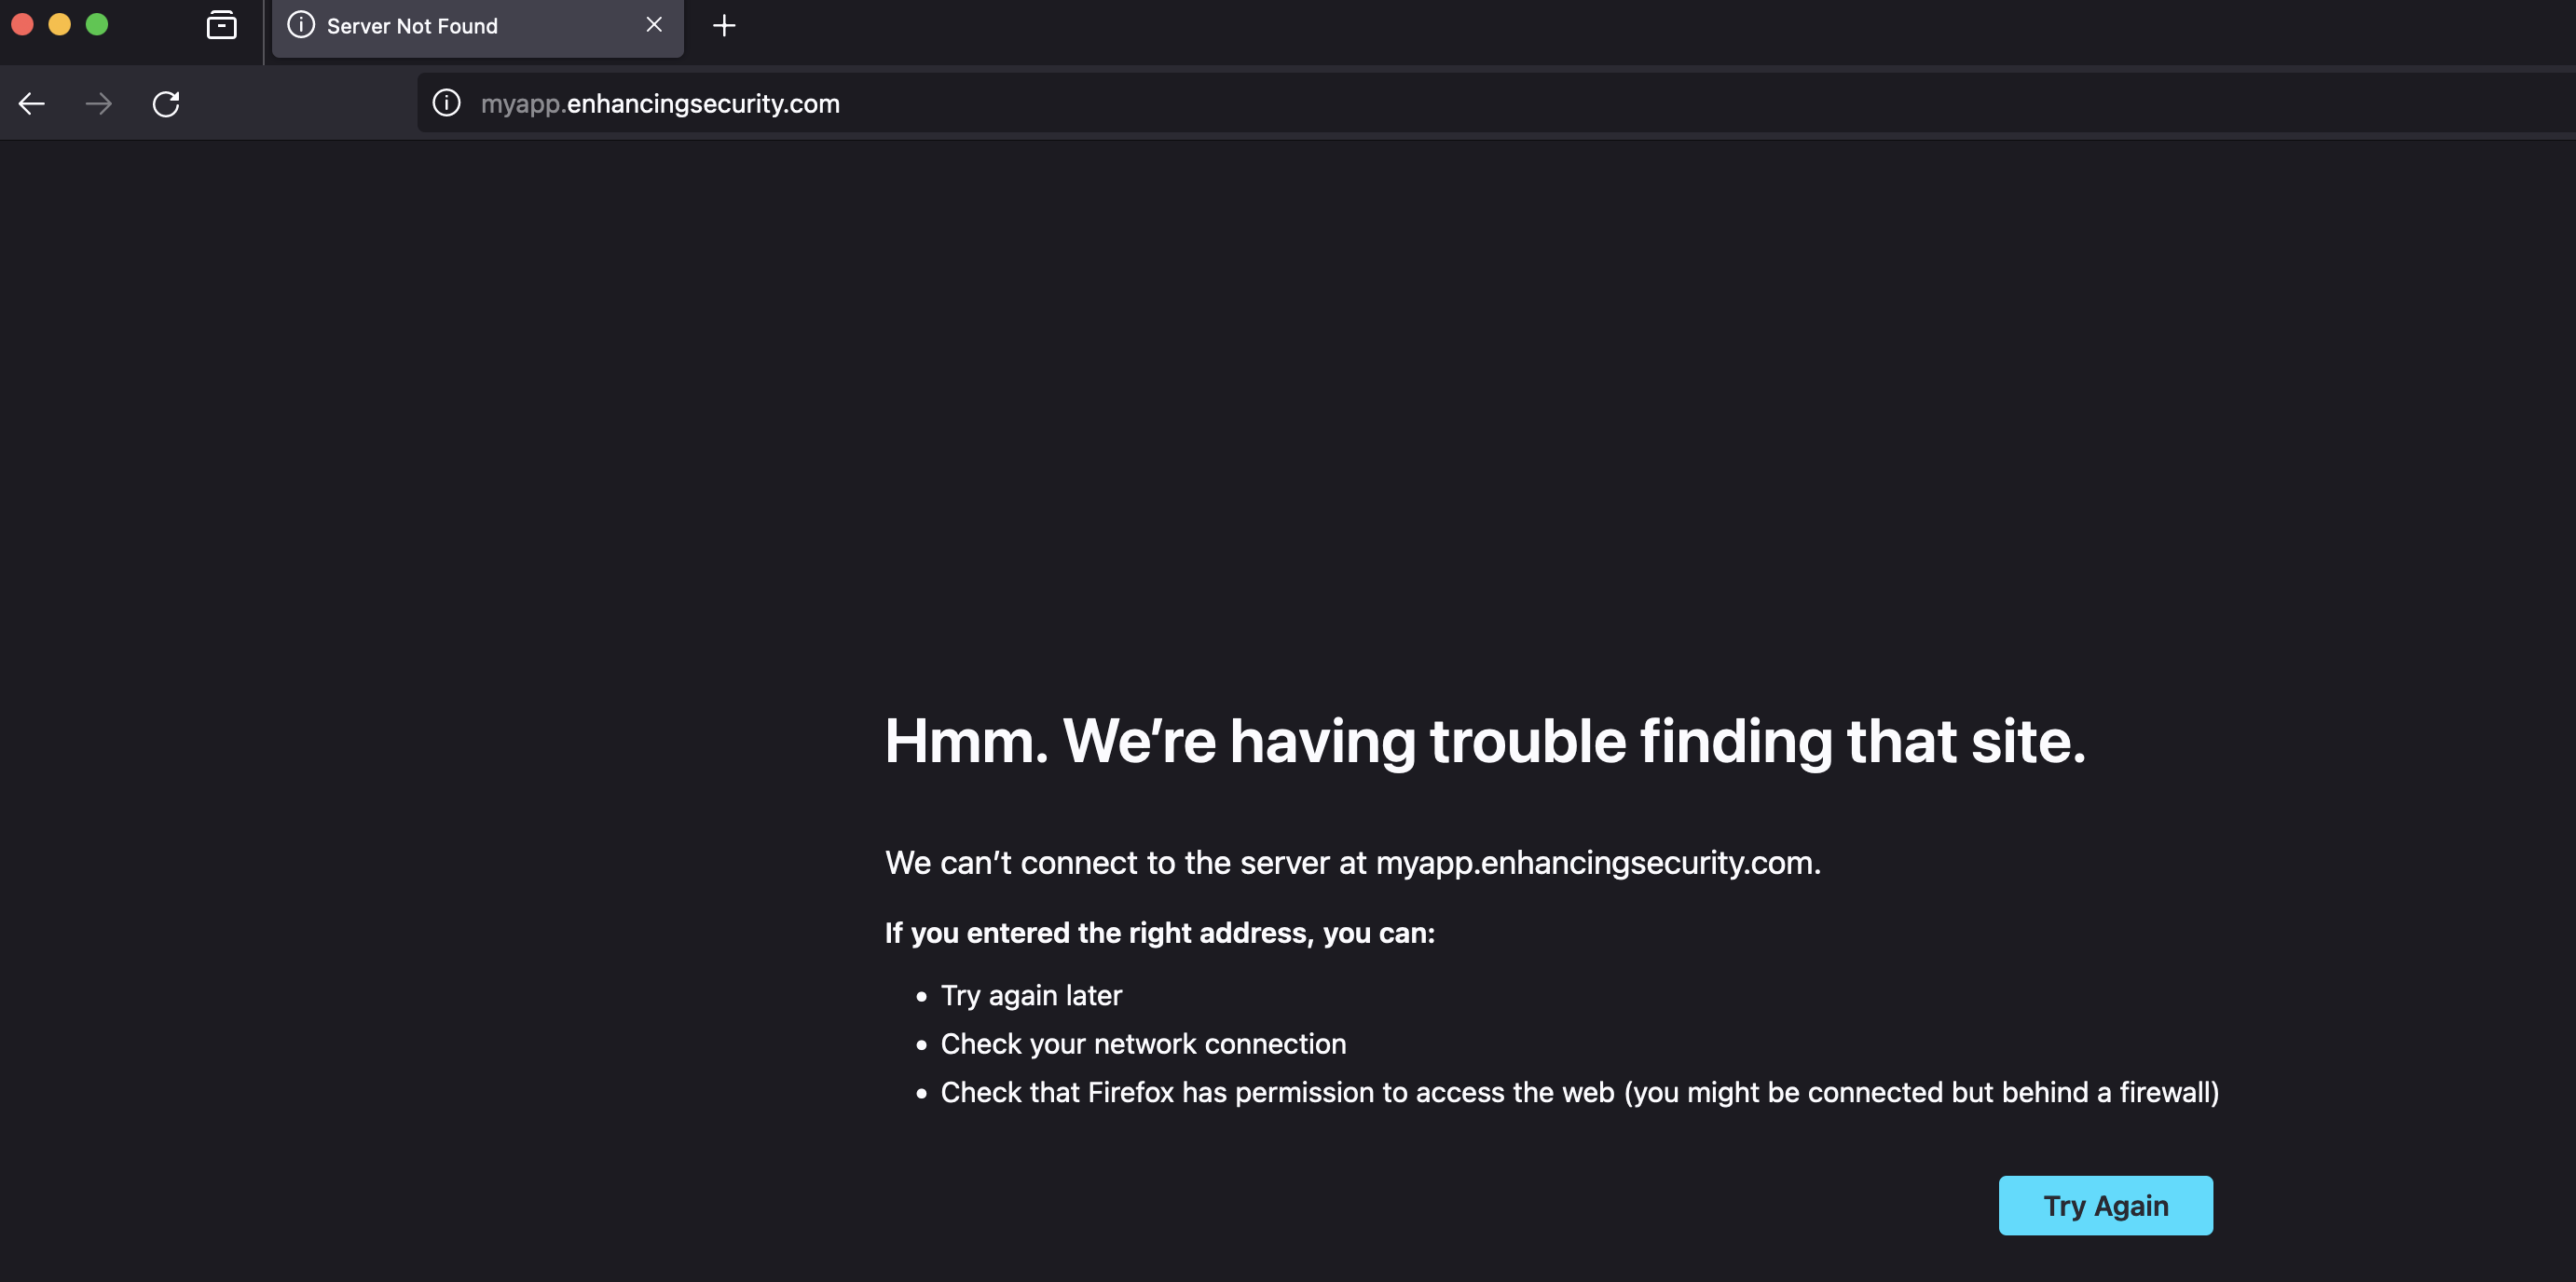 Server Not Found
myapp.enhancingsecurity.com
Hmm. We’re having trouble finding that site.
We can’t connect to the server at myapp.enhancingsecurity.com.
If you entered the right address, you can:
• Try again later
• Check your network connection
• Check that Firefox has permission to access the web (you might be connected but behind a firewall)
Try Again